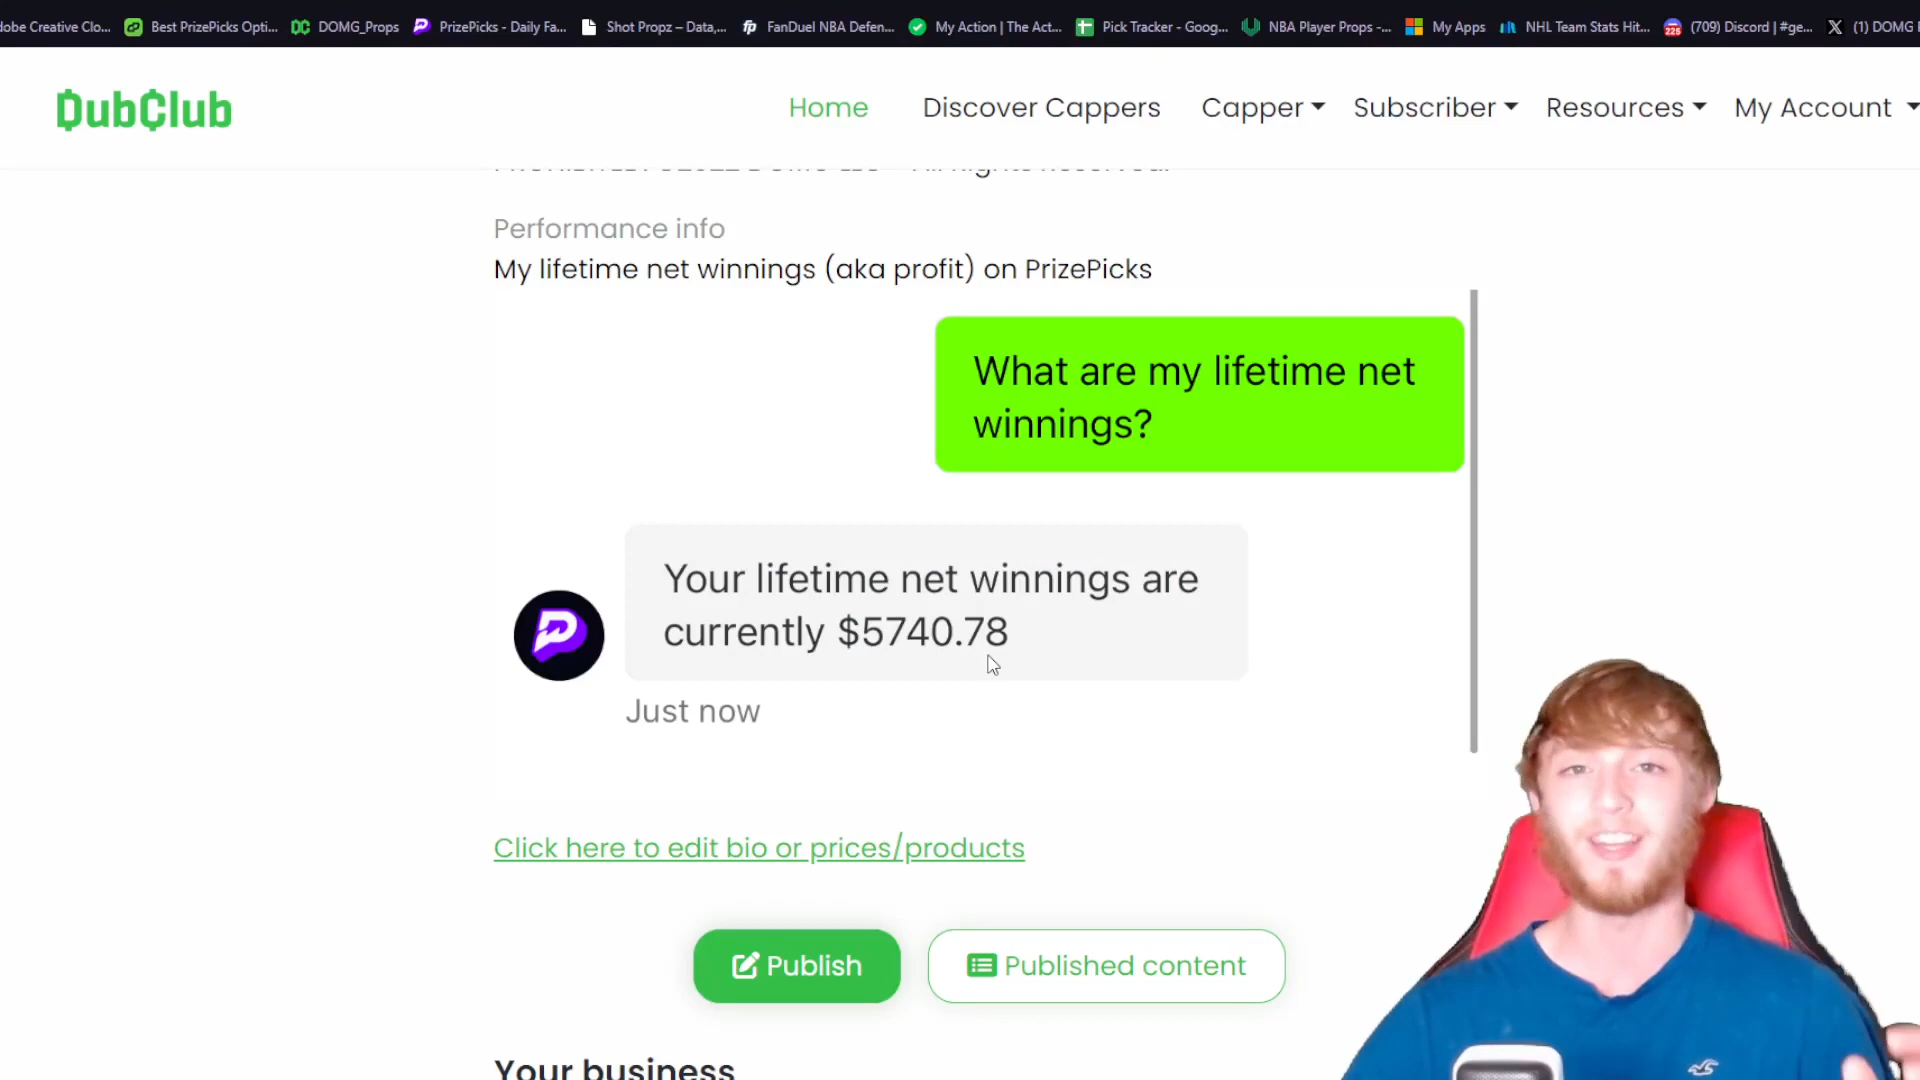 dobe Creative Clo... Best PrizePicks Opti... DOMG_Props PrizePicks - Daily Fa... Shot Propz – Data,... FanDuel NBA Defen... My Action | The Act... Pick Tracker - Goog... NBA Player Props -... My Apps NHL Team Stats Hit... (709) Discord | #ge... (1) DOMG
DubClub Home Discover Cappers Capper Subscriber Resources My Account
All Rights Reserved.
Performance info
My lifetime net winnings (aka profit) on PrizePicks
What are my lifetime net
winnings?
Your lifetime net winnings are
currently $5740.78
Just now
Click here to edit bio or prices/products
Publish Published content
Your business